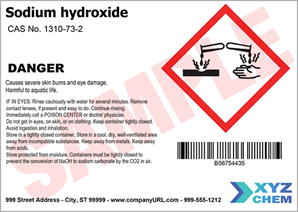 Sodium hydroxide
CAS No. 1310-73-2
SAMPLE
DANGER
Causes severe skin burns and eye damage.
Harmful to aquatic life.
IF IN EYES: Rinse cautiously with water for several minutes. Remove
contact lenses, if present and easy to do. Continue rinsing.
Immediately call a POISON CENTER or doctor/ physician.
Do not get in eyes, on skin, or on clothing. Keep container tightly closed.
Avoid ingestion and inhalation.
Store in a tightly closed container. Store in a cool, dry, well-ventilated
area away from incompatible substances. Keep away from metals. Keep
away from acids.
Store protected from moisture. Containers must be tightly closed to
prevent the conversion of NaOH to sodium carbonate by the CO2 in air.
B56754435
999 Street Address - City, ST 99999 - www.companyURL.com - 999-555-1212
XYZ
CHEM